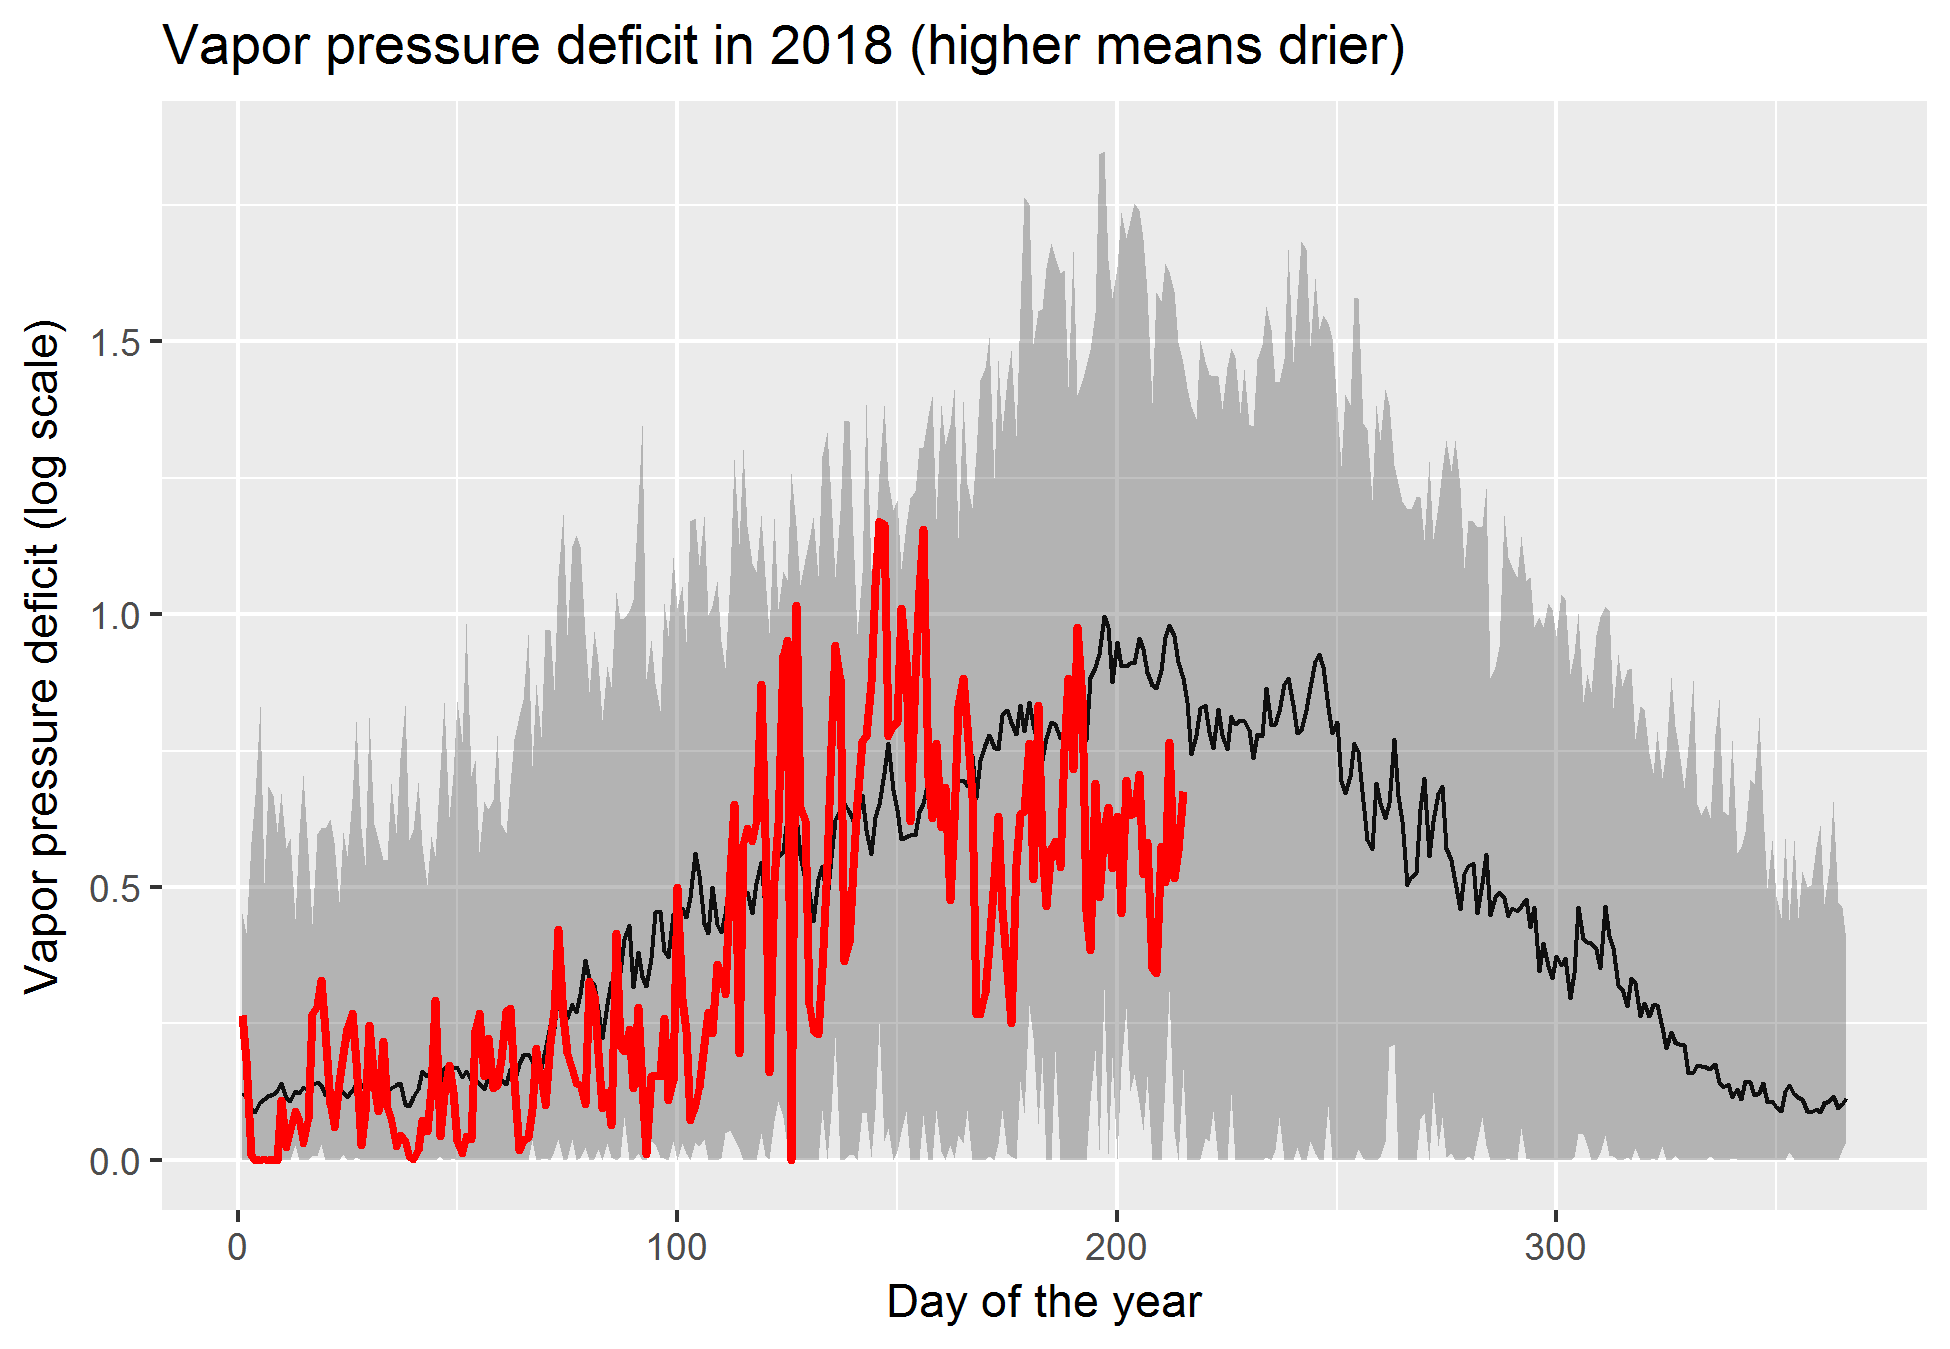 Vapor pressure deficit in 2018 (higher means drier)
Vapor pressure deficit (log scale)
1.5
1.0
0.5
0.0
0 100 200 300
Day of the year